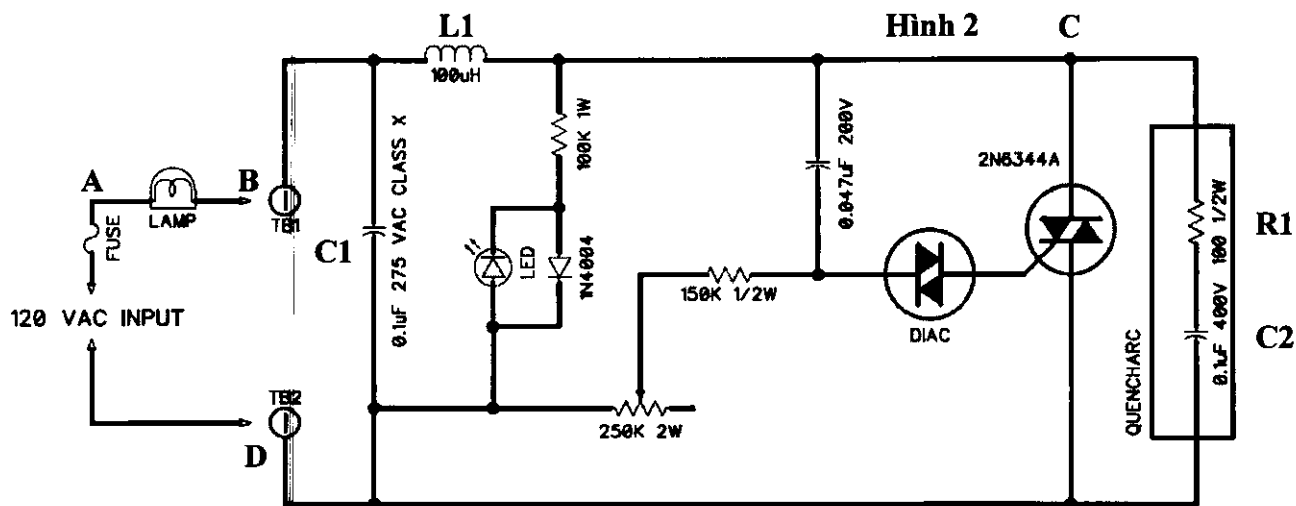 L1
Hình 2
C
100uH
100K 1W
0.047uF 200V
2N6344A
A
LAMP
B
TB1
FUSE
C1
0.1uF 275 VAC CLASS X
LED
1N4004
150K 1/2W
DIAC
R1
100 1/2W
C2
0.1uF 400V
QUENCHARC
120 VAC INPUT
TB2
D
250K 2W